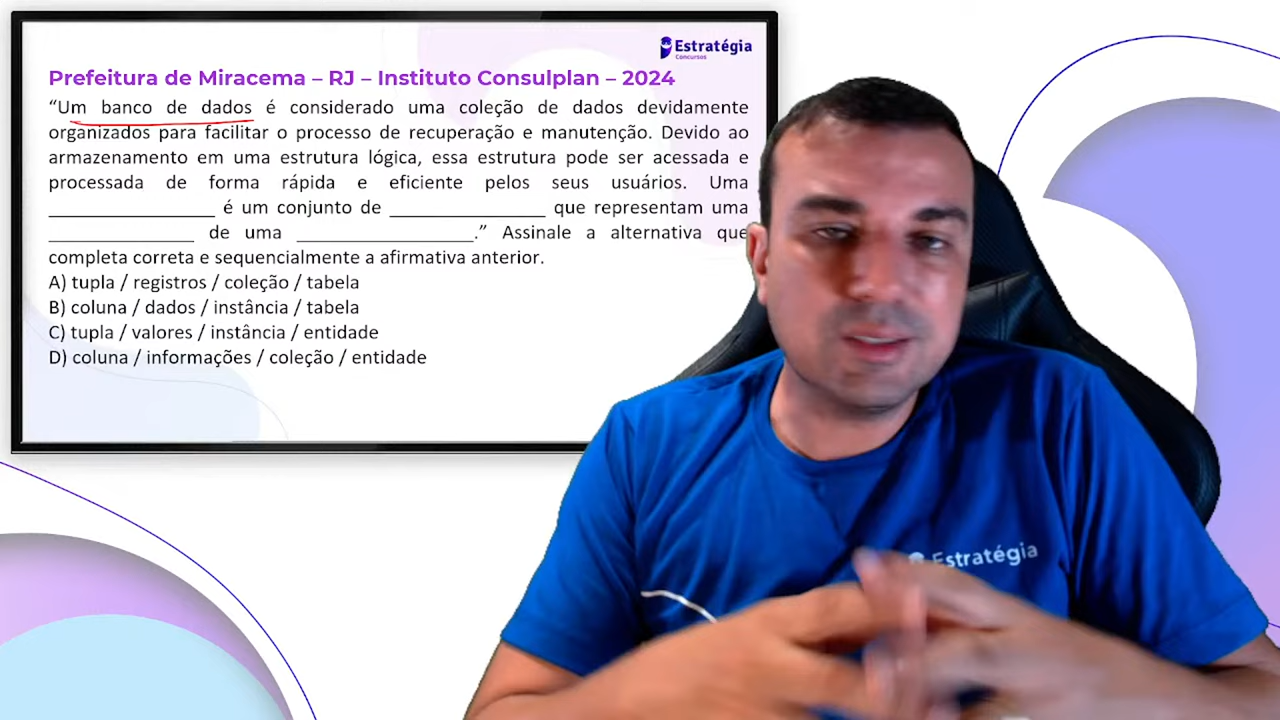 Estratégia
Concursos
Prefeitura de Miracema – RJ – Instituto Consulplan – 2024
“Um banco de dados é considerado uma coleção de dados devidamente
organizados para facilitar o processo de recuperação e manutenção. Devido ao
armazenamento em uma estrutura lógica, essa estrutura pode ser acessada e
processada de forma rápida e eficiente pelos seus usuários. Uma
_______________ é um conjunto de ______________ que representam uma
_____________ de uma ________________.” Assinale a alternativa que
completa correta e sequencialmente a afirmativa anterior.
A) tupla / registros / coleção / tabela
B) coluna / dados / instância / tabela
C) tupla / valores / instância / entidade
D) coluna / informações / coleção / entidade
Estratégia